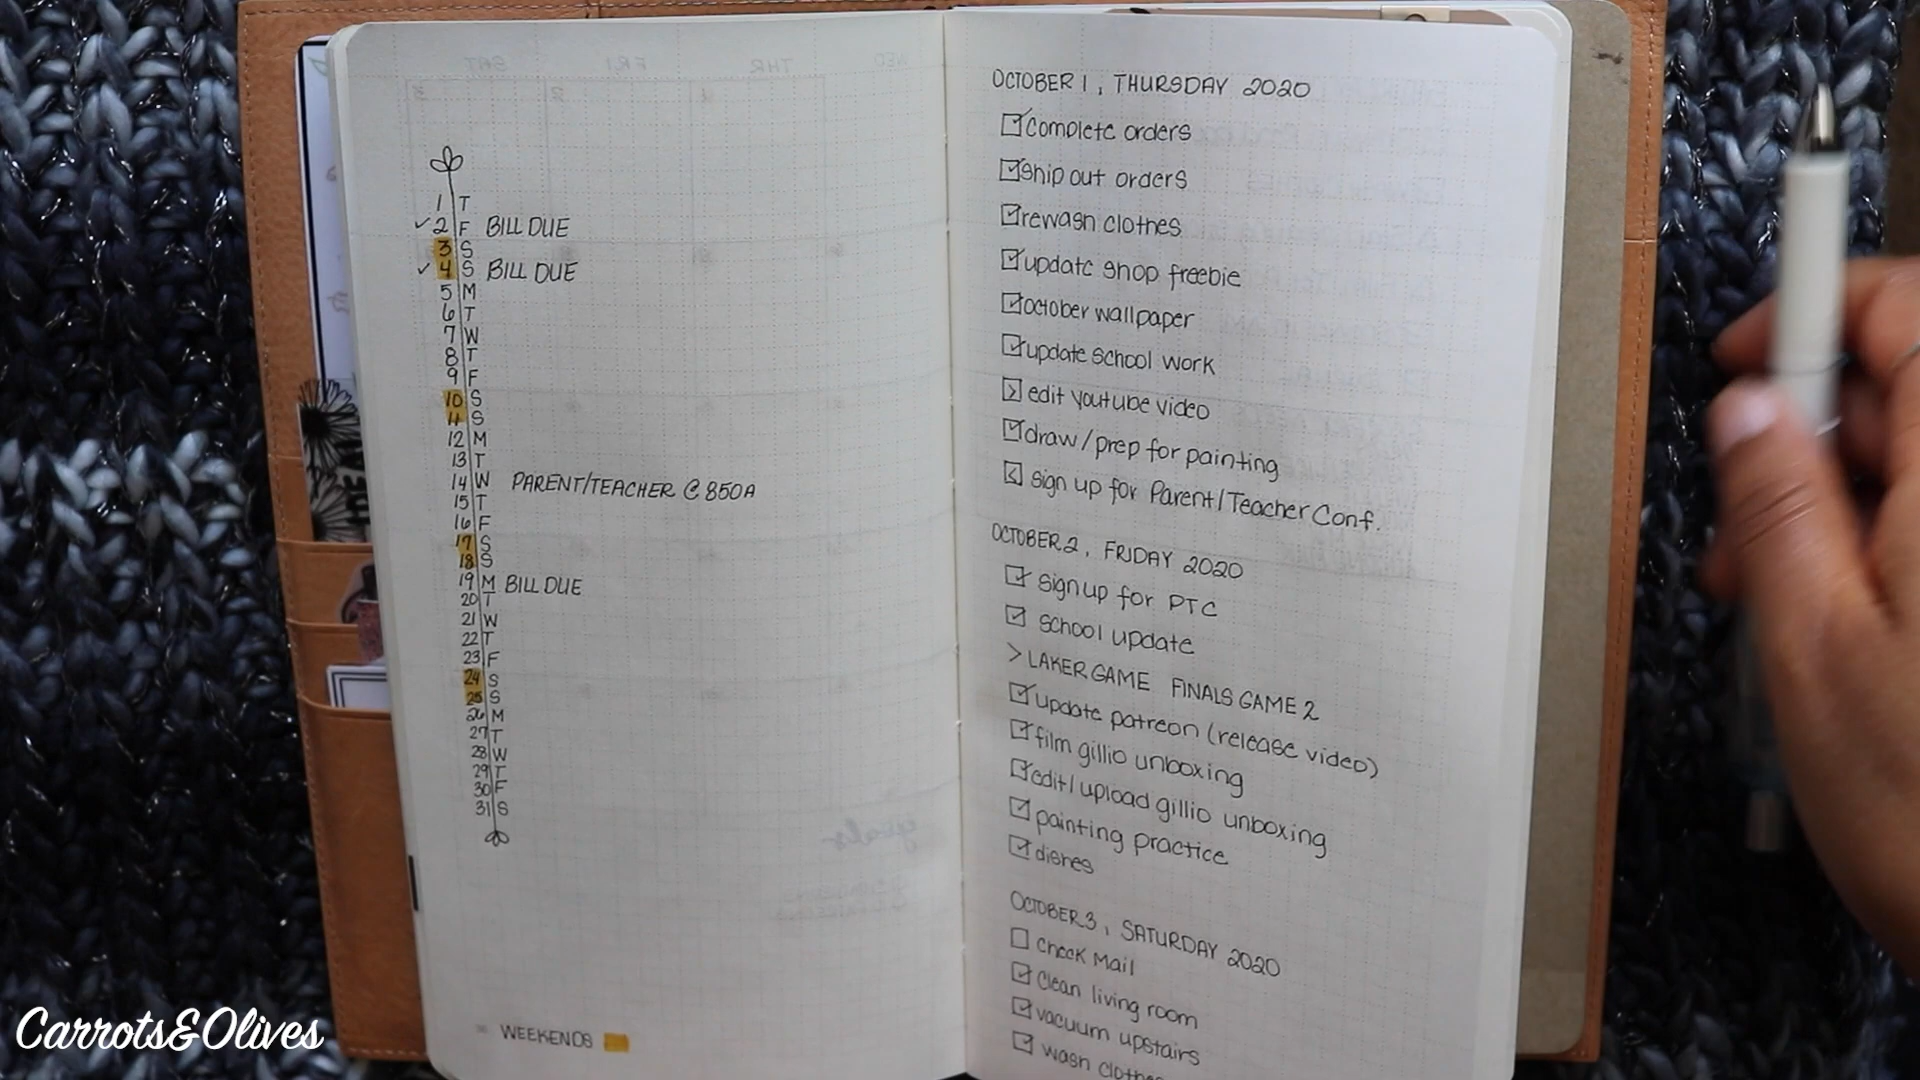 1 T
✓ 2 F BILL DUE
3 S
✓ 4 S BILL DUE
5 M
6 T
7 W
8 T
9 F
10 S
11 S
12 M
13 T
14 W PARENT/TEACHER @ 850A
15 T
16 F
17 S
18 S
19 M BILL DUE
20 T
21 W
22 T
23 F
24 S
25 S
26 M
27 T
28 W
29 T
30 F
31 S
WEEKENDS
OCTOBER 1, THURSDAY 2020
complete orders
ship out orders
rewash clothes
update shop freebie
october wallpaper
update school work
> edit youtube video
draw/prep for painting
< sign up for Parent/Teacher Conf.
OCTOBER 2, FRIDAY 2020
sign up for PTC
school update
> LAKER GAME FINALS GAME 2
update patreon (release video)
film gillio unboxing
edit/upload gillio unboxing
painting practice
dishes
OCTOBER 3, SATURDAY 2020
check mail
clean living room
vacuum upstairs
wash clothes
Carrots&Olives